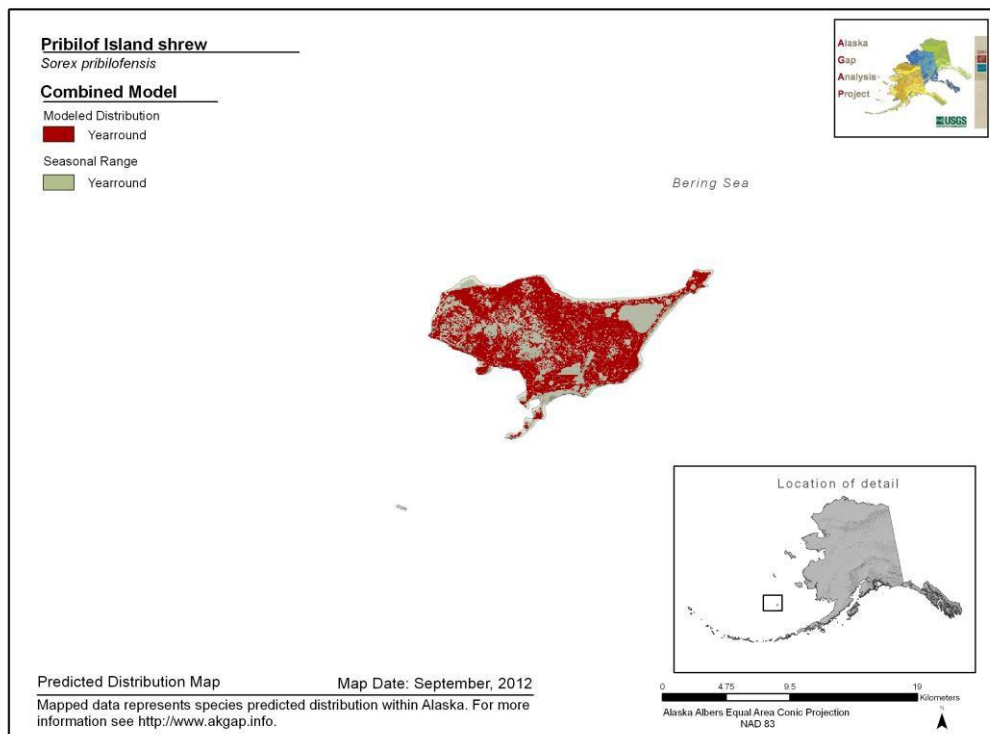 Pribilof Island shrew
Sorex pribilofensis
Combined Model
Modeled Distribution
Yearround
Seasonal Range
Yearround
Alaska
Gap
Analysis
Project
USGS
Bering Sea
Location of detail
Predicted Distribution Map
Map Date: September, 2012
Mapped data represents species predicted distribution within Alaska. For more
information see http://www.akgap.info.
0 4.75 9.5 19
Kilometers
Alaska Albers Equal Area Conic Projection
NAD 83
N